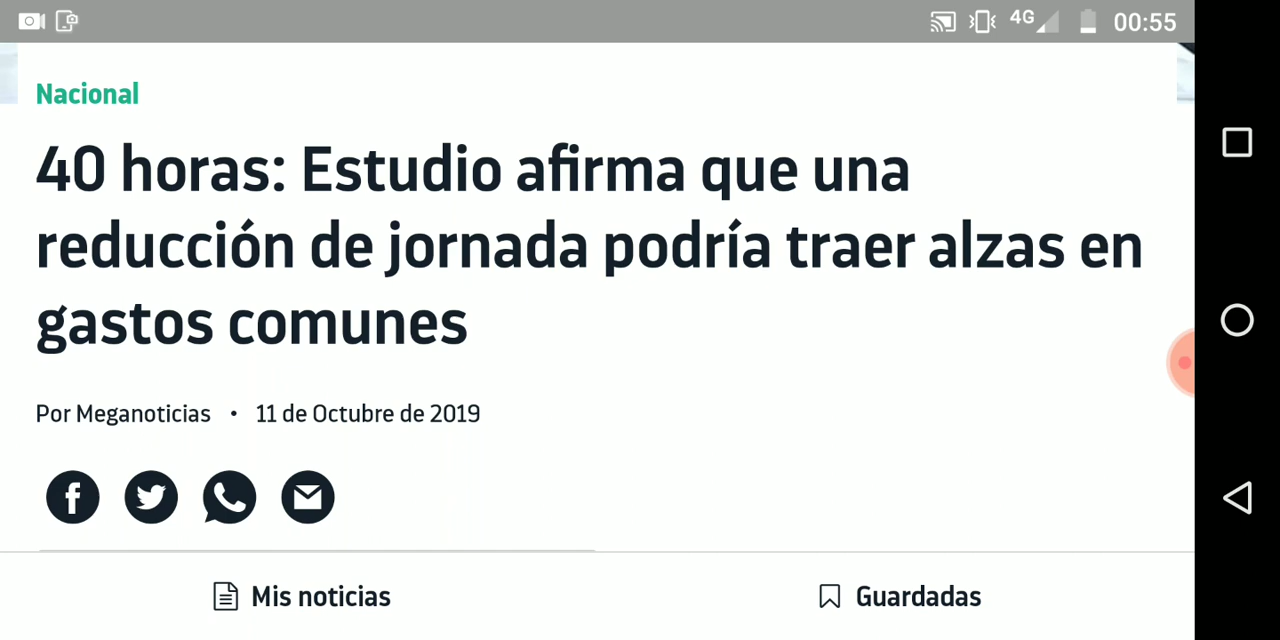 4G 00:55
Nacional
40 horas: Estudio afirma que una
reducción de jornada podría traer alzas en
gastos comunes
Por Meganoticias • 11 de Octubre de 2019
Mis noticias Guardadas